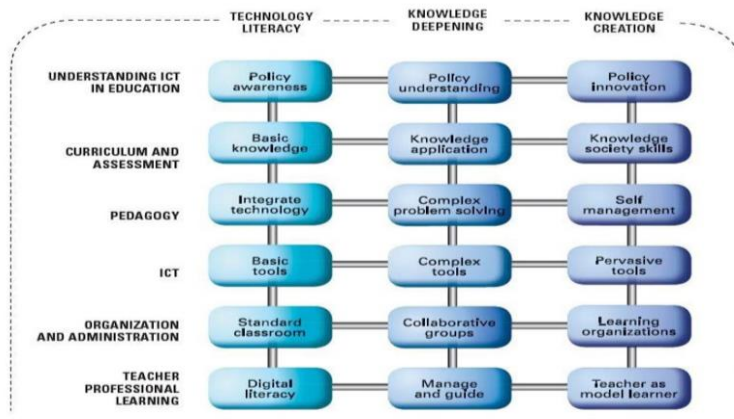 TECHNOLOGY
LITERACY
KNOWLEDGE
DEEPENING
KNOWLEDGE
CREATION
UNDERSTANDING ICT
IN EDUCATION
Policy
awareness
Policy
understanding
Policy
innovation
CURRICULUM AND
ASSESSMENT
Basic
knowledge
Knowledge
application
Knowledge
society skills
PEDAGOGY
Integrate
technology
Complex
problem solving
Self
management
ICT
Basic
tools
Complex
tools
Pervasive
tools
ORGANIZATION
AND ADMINISTRATION
Standard
classroom
Collaborative
groups
Learning
organizations
TEACHER
PROFESSIONAL
LEARNING
Digital
literacy
Manage
and guide
Teacher as
model learner